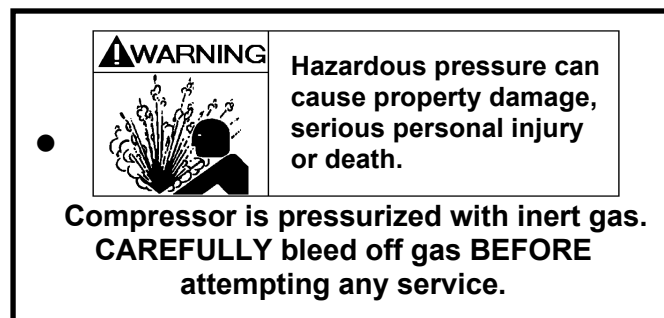 WARNING
Hazardous pressure can
cause property damage,
serious personal injury
or death.
Compressor is pressurized with inert gas.
CAREFULLY bleed off gas BEFORE
attempting any service.